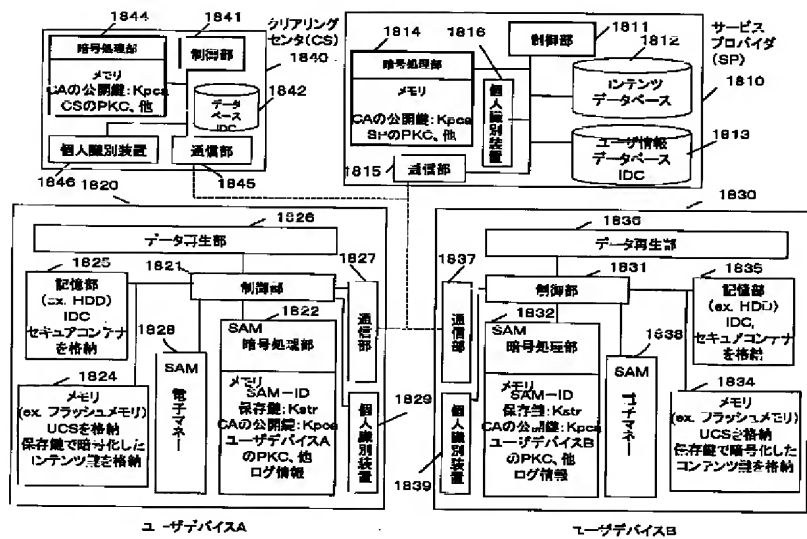 1844
1841
クリアリング
センタ(CS)
1840
暗号処理部
制御部
メモリ
CAの公開鍵:Kpca
CSのPKC、他
データ
ベース
IDC
1842
個人識別装置
通信部
1846
1845
1814
1816
1811
サービス
プロバイダ
(SP)
1810
制御部
1812
暗号処理部
メモリ
CAの公開鍵:Kpca
SPのPKC、他
個人識別装置
コンテンツ
データベース
ユーザ情報
データベース
IDC
1813
1815
通信部
1820
1826
データ再生部
1825
1821
1827
記憶部
(ex. HDD)
IDC
セキュアコンテナ
を格納
制御部
通信部
1828
1822
SAM
暗号処理部
1824
メモリ
(ex. フラッシュメモリ)
UCSを格納
保存鍵で暗号化した
コンテンツ鍵を格納
SAM
電子マネー
メモリ
SAM-ID
保存鍵:Kstr
CAの公開鍵:Kpca
ユーザデバイスA
のPKC、他
ログ情報
1829
個人識別装置
ユーザデバイスA
1830
1836
データ再生部
1837
1831
1835
通信部
制御部
記憶部
(ex. HDD)
IDC,
セキュアコンテナ
を格納
1832
SAM
暗号処理部
1838
SAM
電子マネー
1834
メモリ
(ex. フラッシュメモリ)
UCSを格納
保存鍵で暗号化した
コンテンツ鍵を格納
メモリ
SAM-ID
保存鍵:Kstr
CAの公開鍵:Kpca
ユーザデバイスB
のPKC、他
ログ情報
個人識別装置
1839
ユーザデバイスB